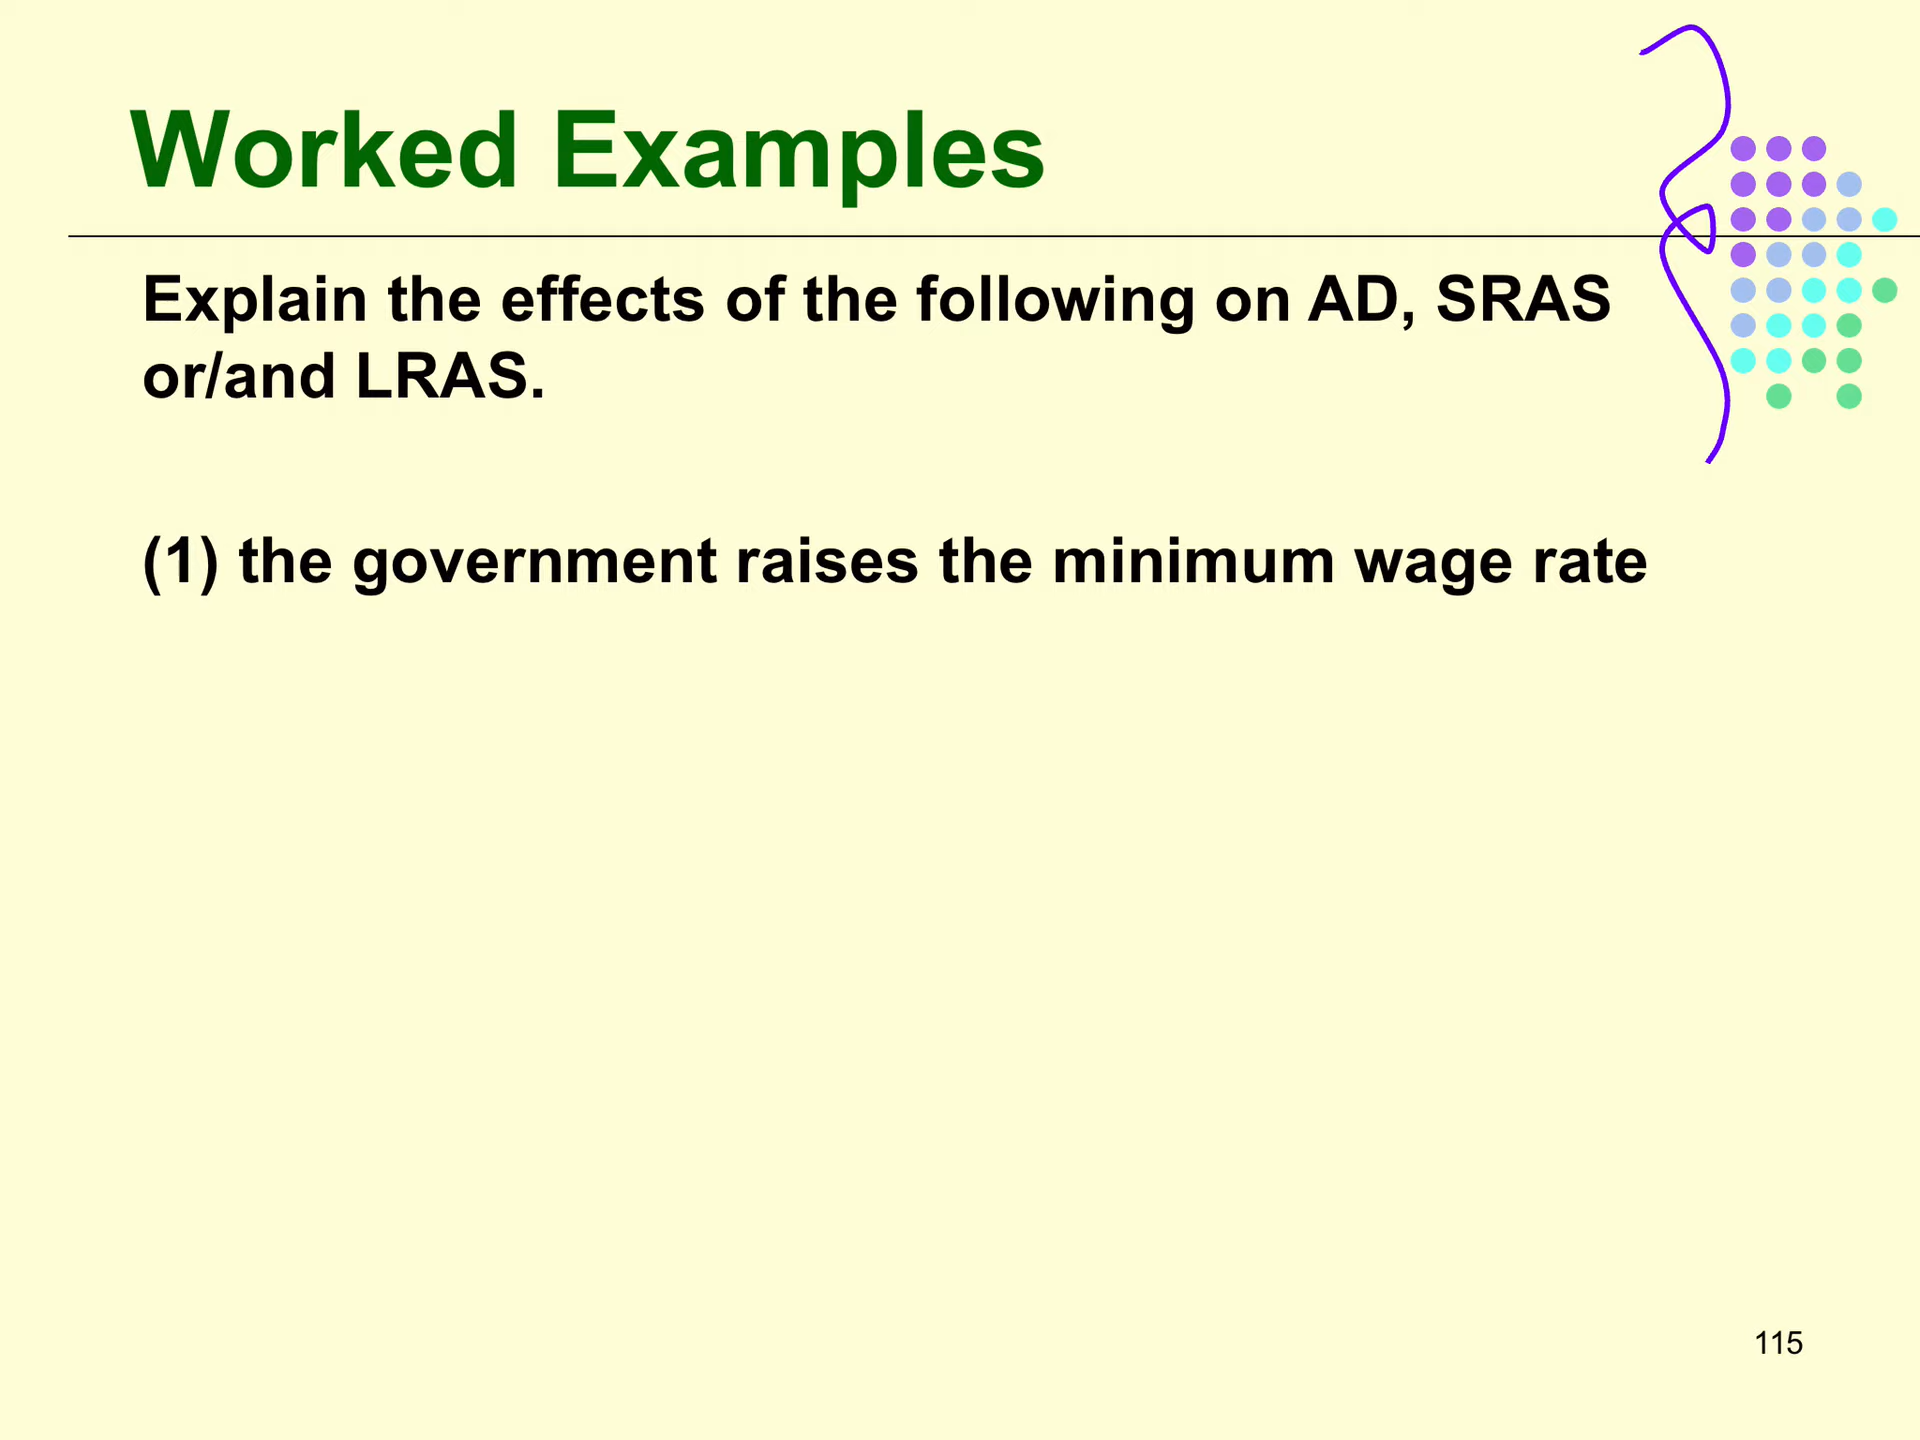 Worked Examples
Explain the effects of the following on AD, SRAS
or/and LRAS.
(1) the government raises the minimum wage rate
115